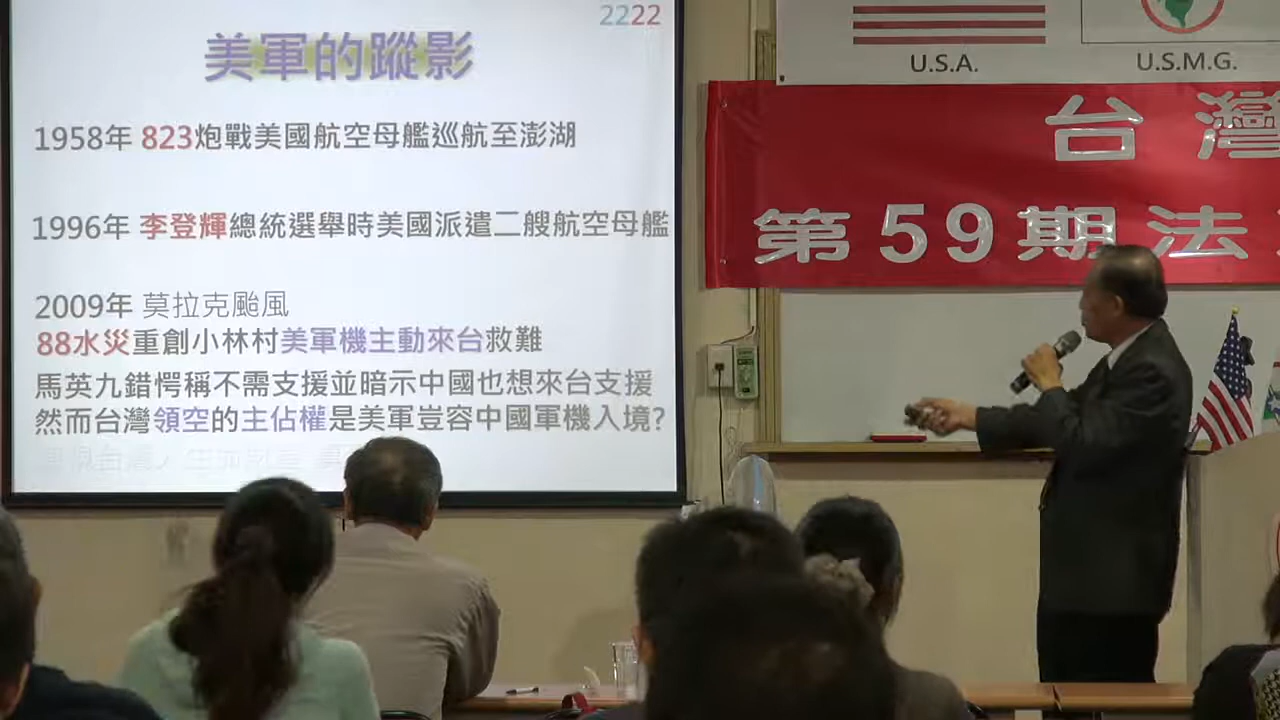 2222
美軍的蹤影
1958年 823炮戰美國航空母艦巡航至澎湖
1996年 李登輝總統選舉時美國派遣二艘航空母艦
2009年 莫拉克颱風
88水災重創小林村美軍機主動來台救難
馬英九錯愕稱不需支援並暗示中國也想來台支援
然而台灣領空的主佔權是美軍豈容中國軍機入境?
U.S.A.
U.S.M.G.
台灣
第59期法